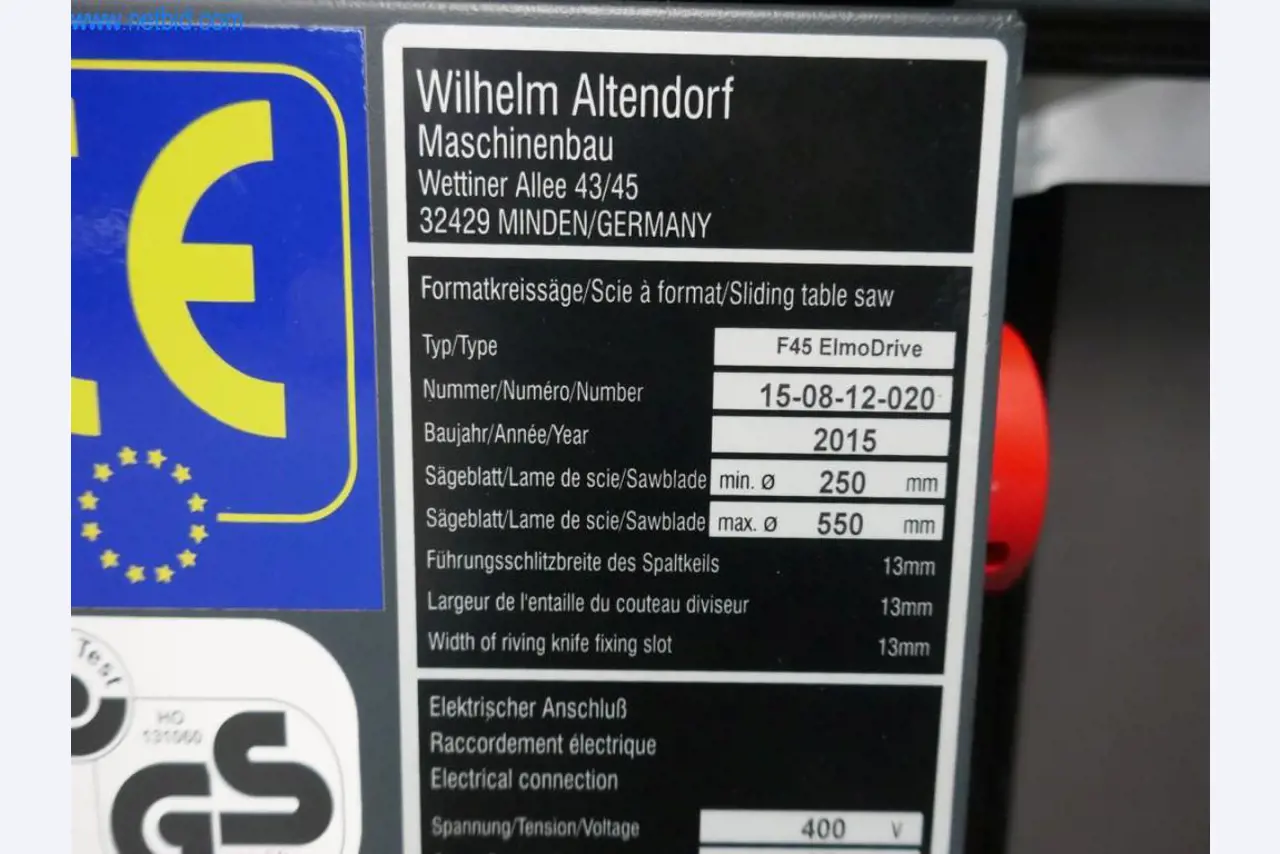 www.netbid.com
CE
Wilhelm Altendorf
Maschinenbau
Wettiner Allee 43/45
32429 MINDEN/GERMANY
Formatkreissäge/Scie à format/Sliding table saw
Typ/Type F45 ElmoDrive
Nummer/Numéro/Number 15-08-12-020
Baujahr/Année/Year 2015
Sägeblatt/Lame de scie/Sawblade min. ø 250 mm
Sägeblatt/Lame de scie/Sawblade max. ø 550 mm
Führungsschlitzbreite des Spaltkeils 13mm
Largeur de l'entaille du couteau diviseur 13mm
Width of riving knife fixing slot 13mm
Elektrischer Anschluß
Raccordement électrique
Electrical connection
Spannung/Tension/Voltage 400 V
Test
HO
131060
GS